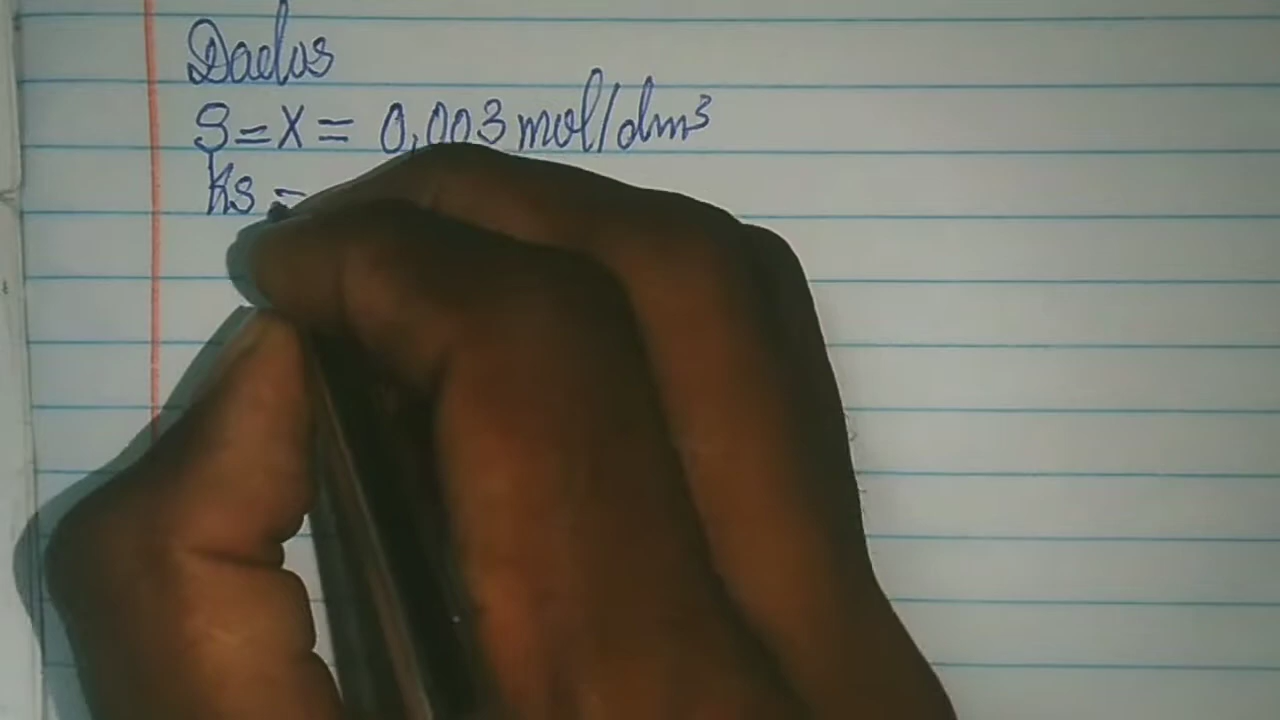 Dados
S = X = 0,003 mol/dm³
Ks =